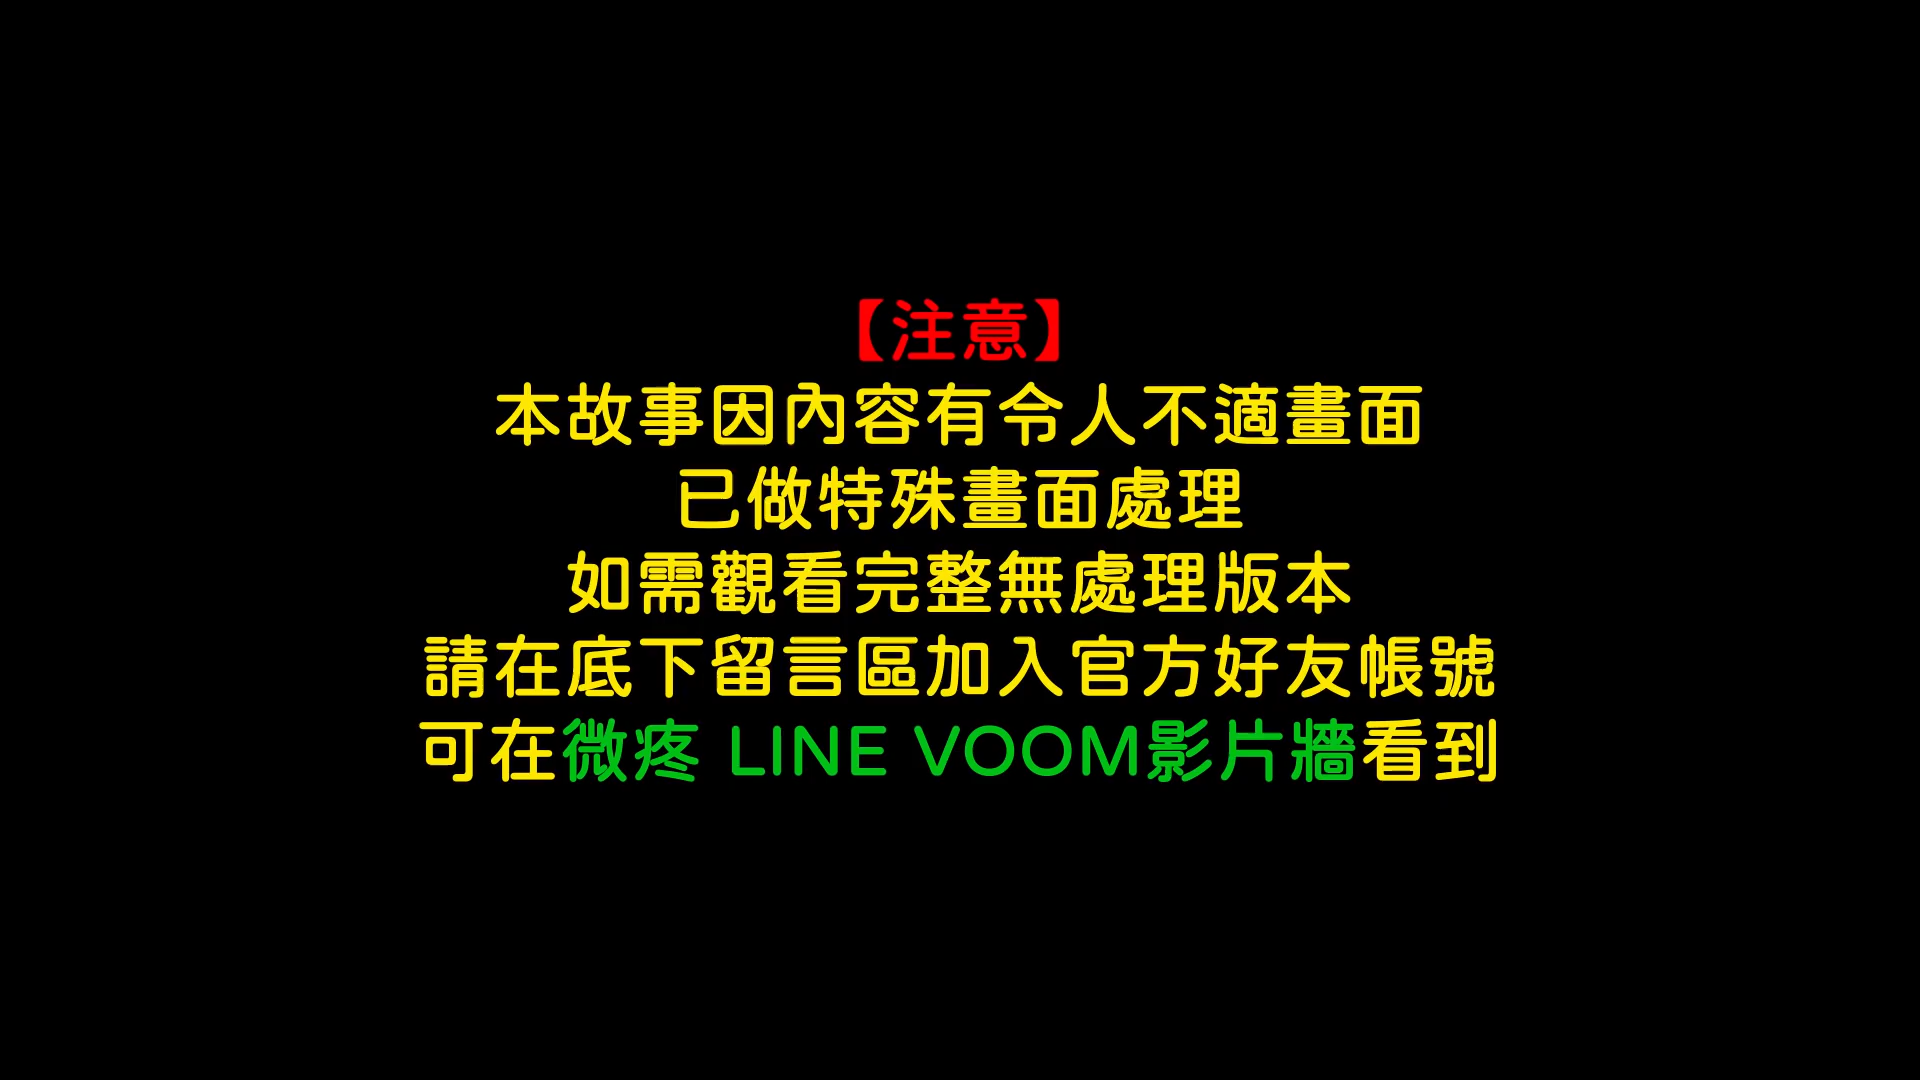 【注意】
本故事因內容有令人不適畫面
已做特殊畫面處理
如需觀看完整無處理版本
請在底下留言區加入官方好友帳號
可在微疼 LINE VOOM影片牆看到